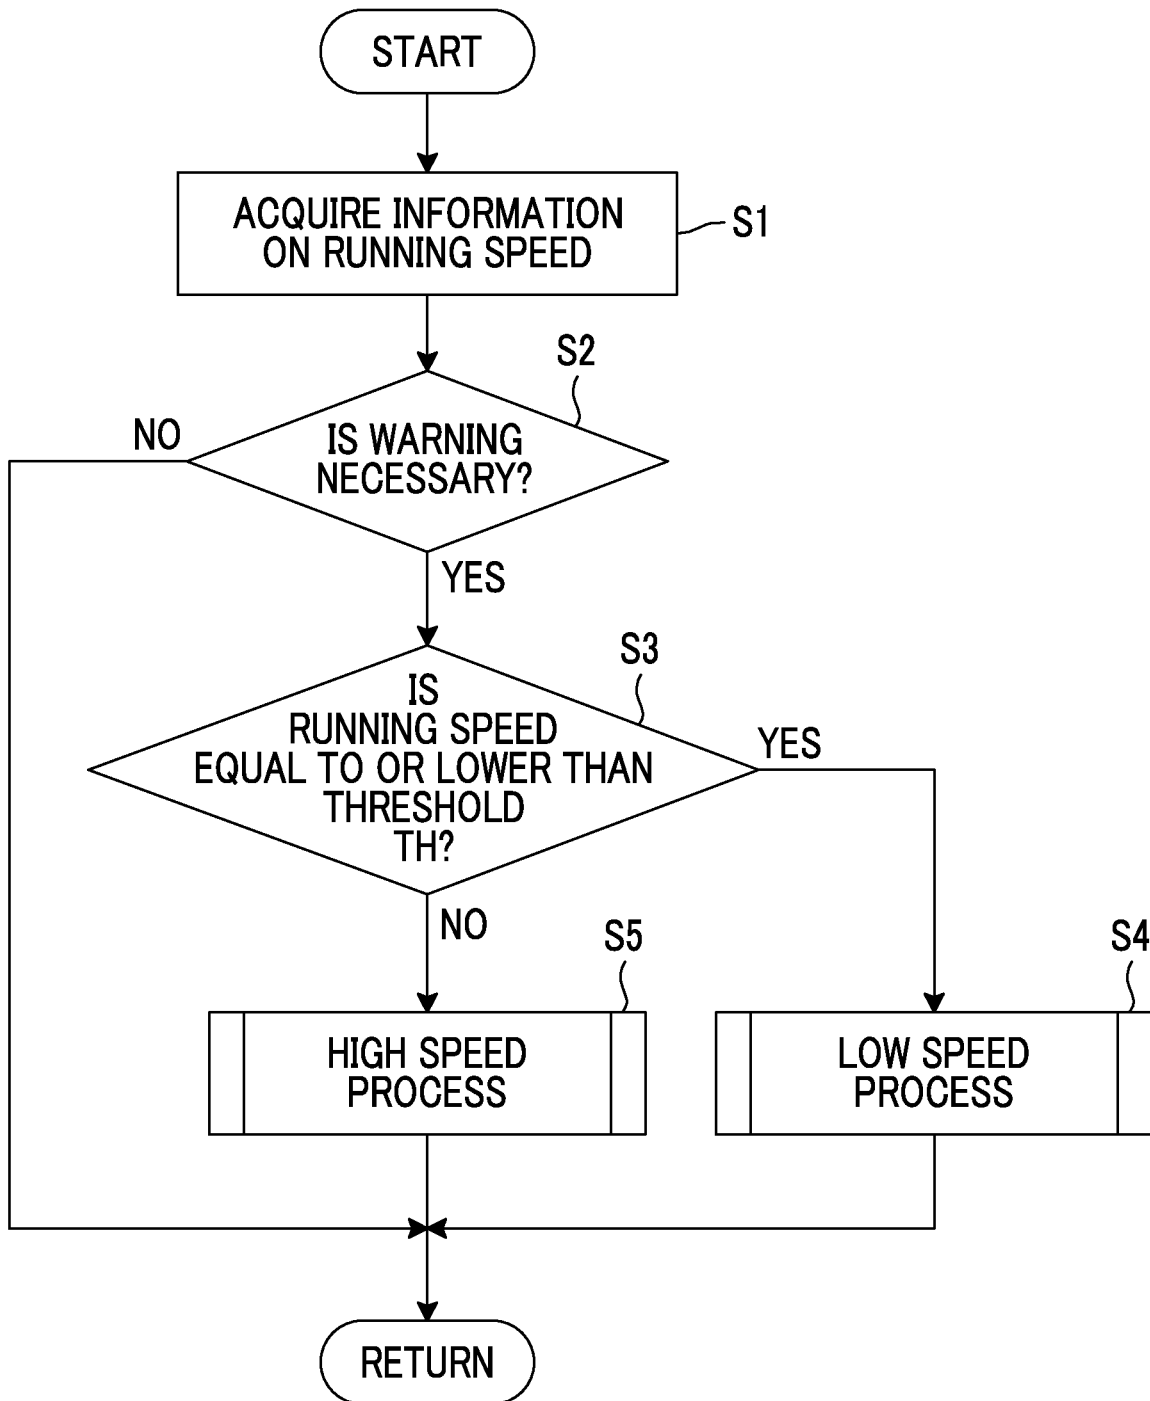 START
ACQUIRE INFORMATION
ON RUNNING SPEED
S1
S2
NO
IS WARNING
NECESSARY?
YES
S3
IS
RUNNING SPEED
EQUAL TO OR LOWER THAN
THRESHOLD
TH?
YES
NO
S5
S4
HIGH SPEED
PROCESS
LOW SPEED
PROCESS
RETURN